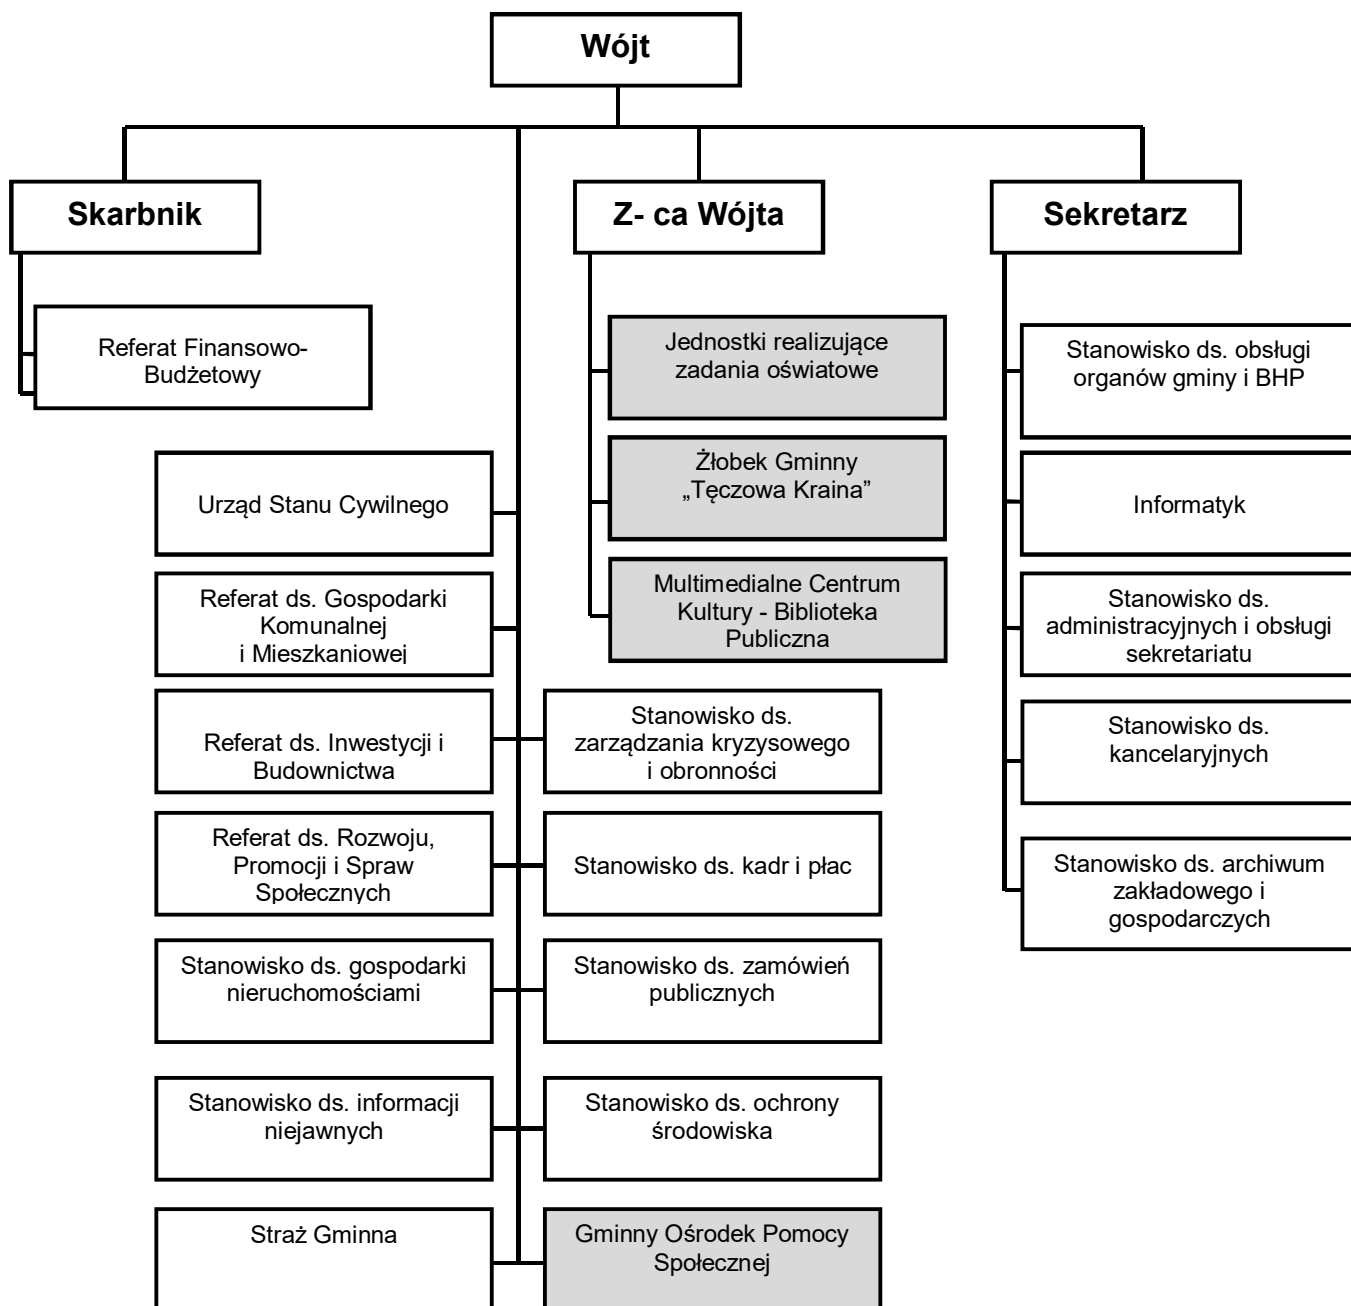 Wójt
Skarbnik
Z- ca Wójta
Sekretarz
Referat Finansowo-
Budżetowy
Jednostki realizujące
zadania oświatowe
Stanowisko ds. obsługi
organów gminy i BHP
Urząd Stanu Cywilnego
Żłobek Gminny
„Tęczowa Kraina”
Informatyk
Referat ds. Gospodarki
Komunalnej
i Mieszkaniowej
Multimedialne Centrum
Kultury - Biblioteka
Publiczna
Stanowisko ds.
administracyjnych i obsługi
sekretariatu
Referat ds. Inwestycji i
Budownictwa
Stanowisko ds.
zarządzania kryzysowego
i obronności
Stanowisko ds.
kancelaryjnych
Referat ds. Rozwoju,
Promocji i Spraw
Społecznych
Stanowisko ds. kadr i płac
Stanowisko ds. archiwum
zakładowego i
gospodarczych
Stanowisko ds. gospodarki
nieruchomościami
Stanowisko ds. zamówień
publicznych
Stanowisko ds. informacji
niejawnych
Stanowisko ds. ochrony
środowiska
Straż Gminna
Gminny Ośrodek Pomocy
Społecznej